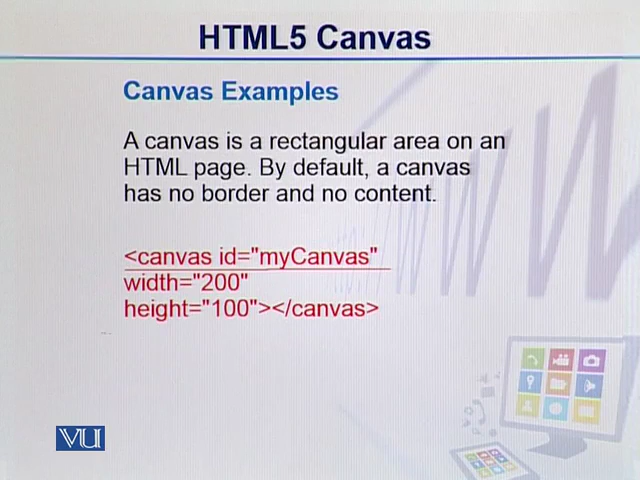 HTML5 Canvas
Canvas Examples
A canvas is a rectangular area on an
HTML page. By default, a canvas
has no border and no content.
<canvas id="myCanvas"
width="200"
height="100"></canvas>
VU